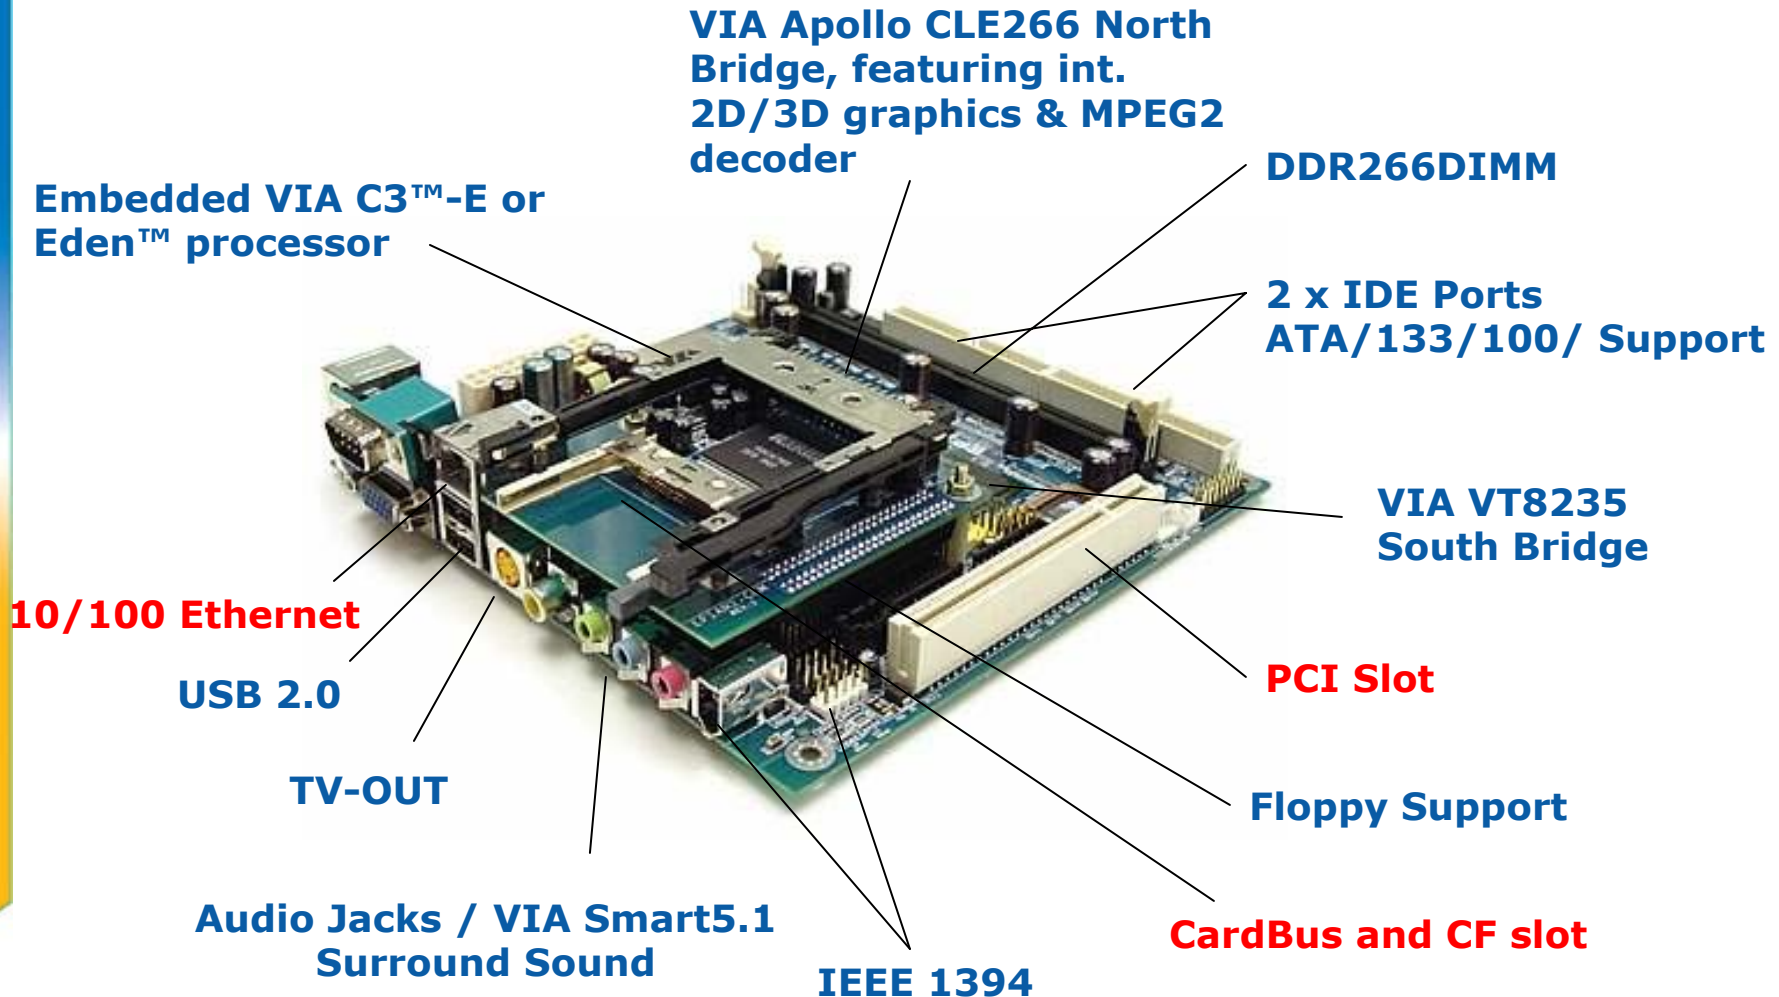 VIA Apollo CLE266 North
Bridge, featuring int.
2D/3D graphics & MPEG2
decoder
DDR266DIMM
Embedded VIA C3™-E or
Eden™ processor
2 x IDE Ports
ATA/133/100/ Support
VIA VT8235
South Bridge
10/100 Ethernet
USB 2.0
PCI Slot
TV-OUT
Floppy Support
Audio Jacks / VIA Smart5.1
Surround Sound
CardBus and CF slot
IEEE 1394